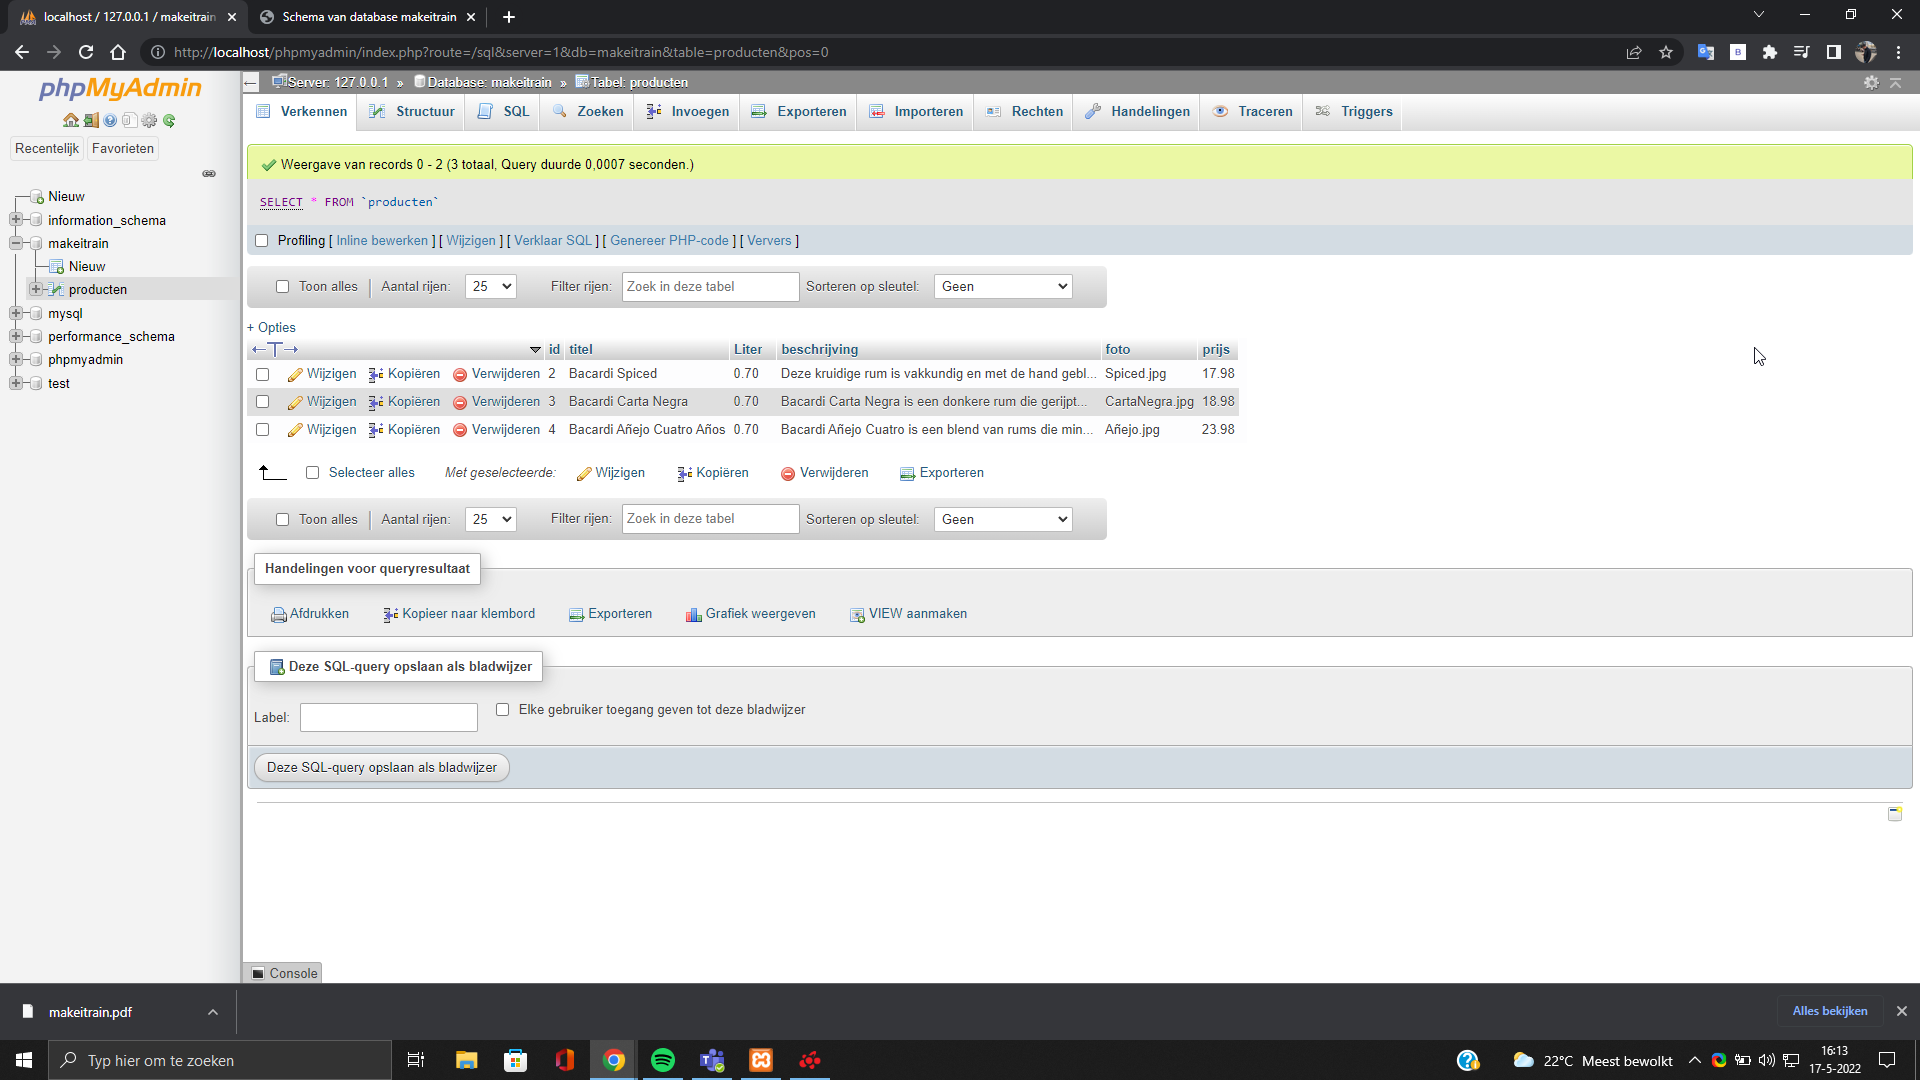 localhost / 127.0.0.1 / makeitrain
Schema van database makeitrain
http://localhost/phpmyadmin/index.php?route=/sql&server=1&db=makeitrain&table=producten&pos=0
phpMyAdmin
Recentelijk Favorieten
Nieuw
information_schema
makeitrain
Nieuw
producten
mysql
performance_schema
phpmyadmin
test
Server: 127.0.0.1 » Database: makeitrain » Tabel: producten
Verkennen Structuur SQL Zoeken Invoegen Exporteren Importeren Rechten Handelingen Traceren Triggers
Weergave van records 0 - 2 (3 totaal, Query duurde 0,0007 seconden.)
SELECT * FROM `producten`
Profiling [ Inline bewerken ] [ Wijzigen ] [ Verklaar SQL ] [ Genereer PHP-code ] [ Ververs ]
Toon alles Aantal rijen: 25 Filter rijen: Zoek in deze tabel Sorteren op sleutel: Geen
+ Opties
←T→ id titel Liter beschrijving foto prijs
Wijzigen Kopiëren Verwijderen 2 Bacardi Spiced 0.70 Deze kruidige rum is vakkundig en met de hand gebl... Spiced.jpg 17.98
Wijzigen Kopiëren Verwijderen 3 Bacardi Carta Negra 0.70 Bacardi Carta Negra is een donkere rum die gerijpt... CartaNegra.jpg 18.98
Wijzigen Kopiëren Verwijderen 4 Bacardi Añejo Cuatro Años 0.70 Bacardi Añejo Cuatro is een blend van rums die min... Añejo.jpg 23.98
Selecteer alles Met geselecteerde: Wijzigen Kopiëren Verwijderen Exporteren
Toon alles Aantal rijen: 25 Filter rijen: Zoek in deze tabel Sorteren op sleutel: Geen
Handelingen voor queryresultaat
Afdrukken Kopieer naar klembord Exporteren Grafiek weergeven VIEW aanmaken
Deze SQL-query opslaan als bladwijzer
Label: Elke gebruiker toegang geven tot deze bladwijzer
Deze SQL-query opslaan als bladwijzer
Console
makeitrain.pdf
Alles bekijken
Typ hier om te zoeken
22°C Meest bewolkt
16:13
17-5-2022